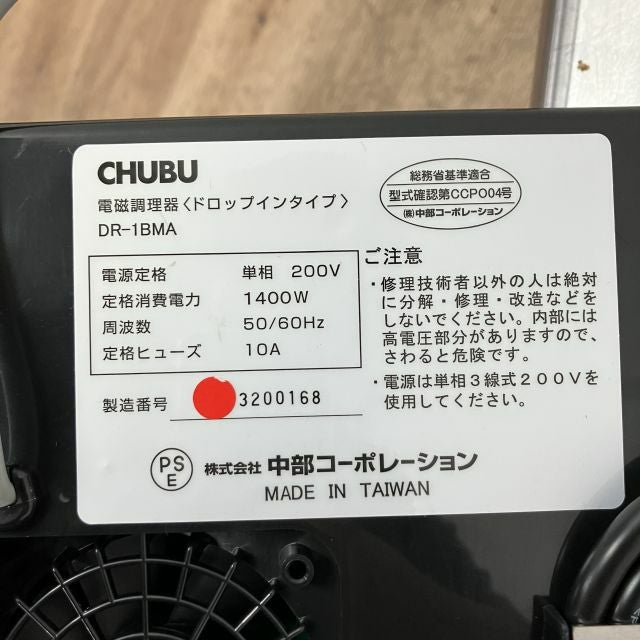 CHUBU
電磁調理器〈ドロップインタイプ〉
DR-1BMA
総務省基準適合
型式確認第CCP004号
(株)中部コーポレーション
電源定格 単相 200V
定格消費電力 1400W
周波数 50/60Hz
定格ヒューズ 10A
製造番号 3200168
ご注意
・修理技術者以外の人は絶対
に分解・修理・改造などを
しないでください。内部には
高電圧部分がありますので、
さわると危険です。
・電源は単相3線式200Vを
使用してください。
PS
E
株式会社 中部コーポレーション
MADE IN TAIWAN